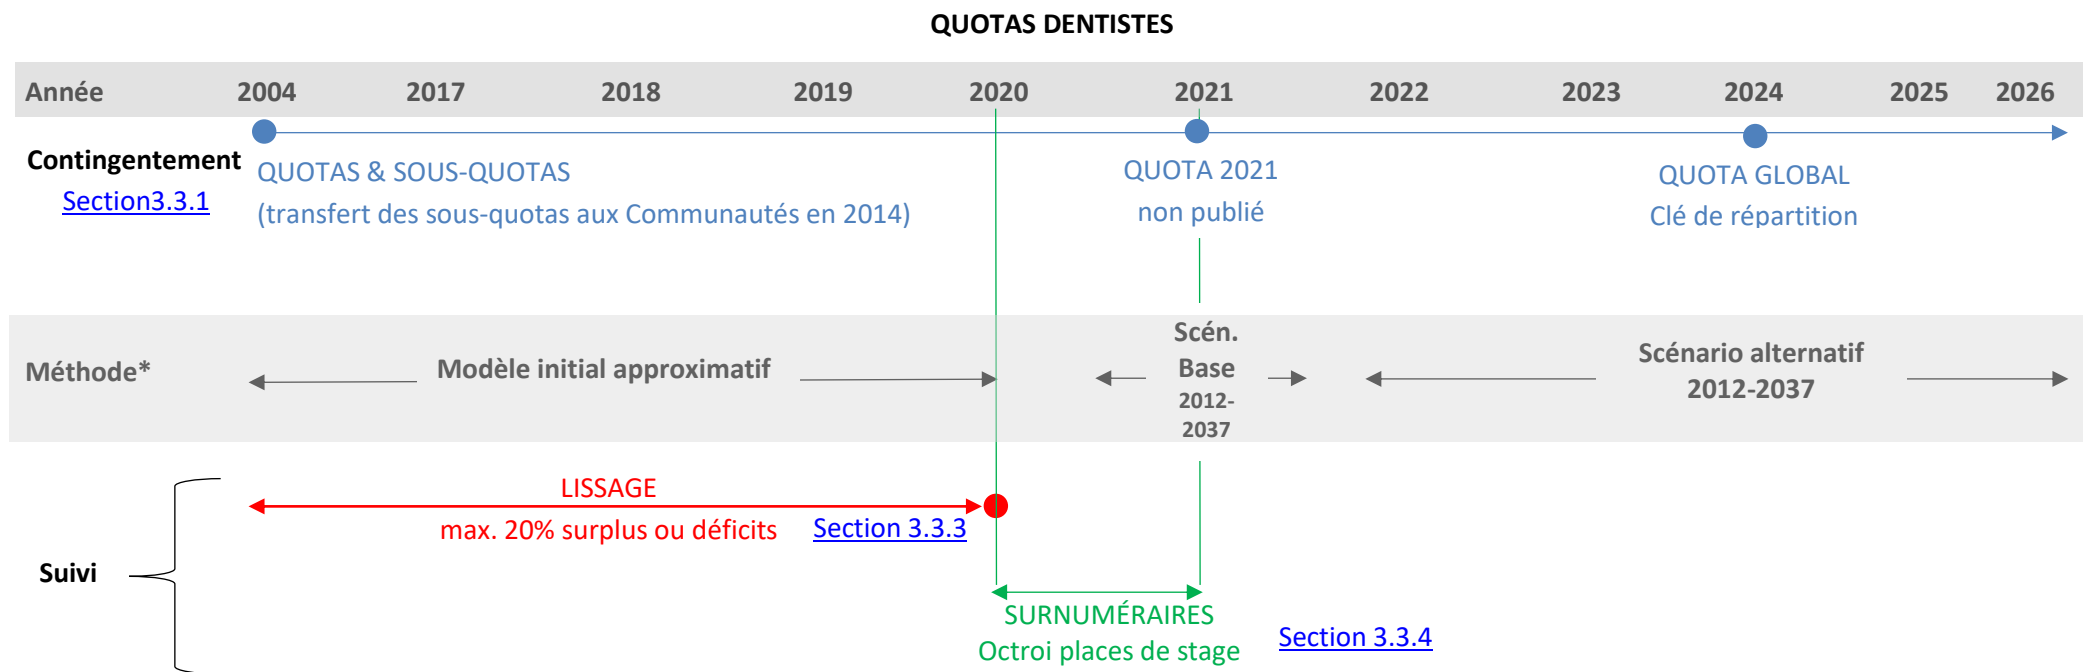 QUOTAS DENTISTES
Année 2004 2017 2018 2019 2020 2021 2022 2023 2024 2025 2026
Contingentement
Section3.3.1
QUOTAS & SOUS-QUOTAS
(transfert des sous-quotas aux Communautés en 2014)
QUOTA 2021
non publié
QUOTA GLOBAL
Clé de répartition
Méthode*
Modèle initial approximatif
Scén.
Base
2012-
2037
Scénario alternatif
2012-2037
Suivi
LISSAGE
max. 20% surplus ou déficits
Section 3.3.3
SURNUMÉRAIRES
Octroi places de stage
Section 3.3.4